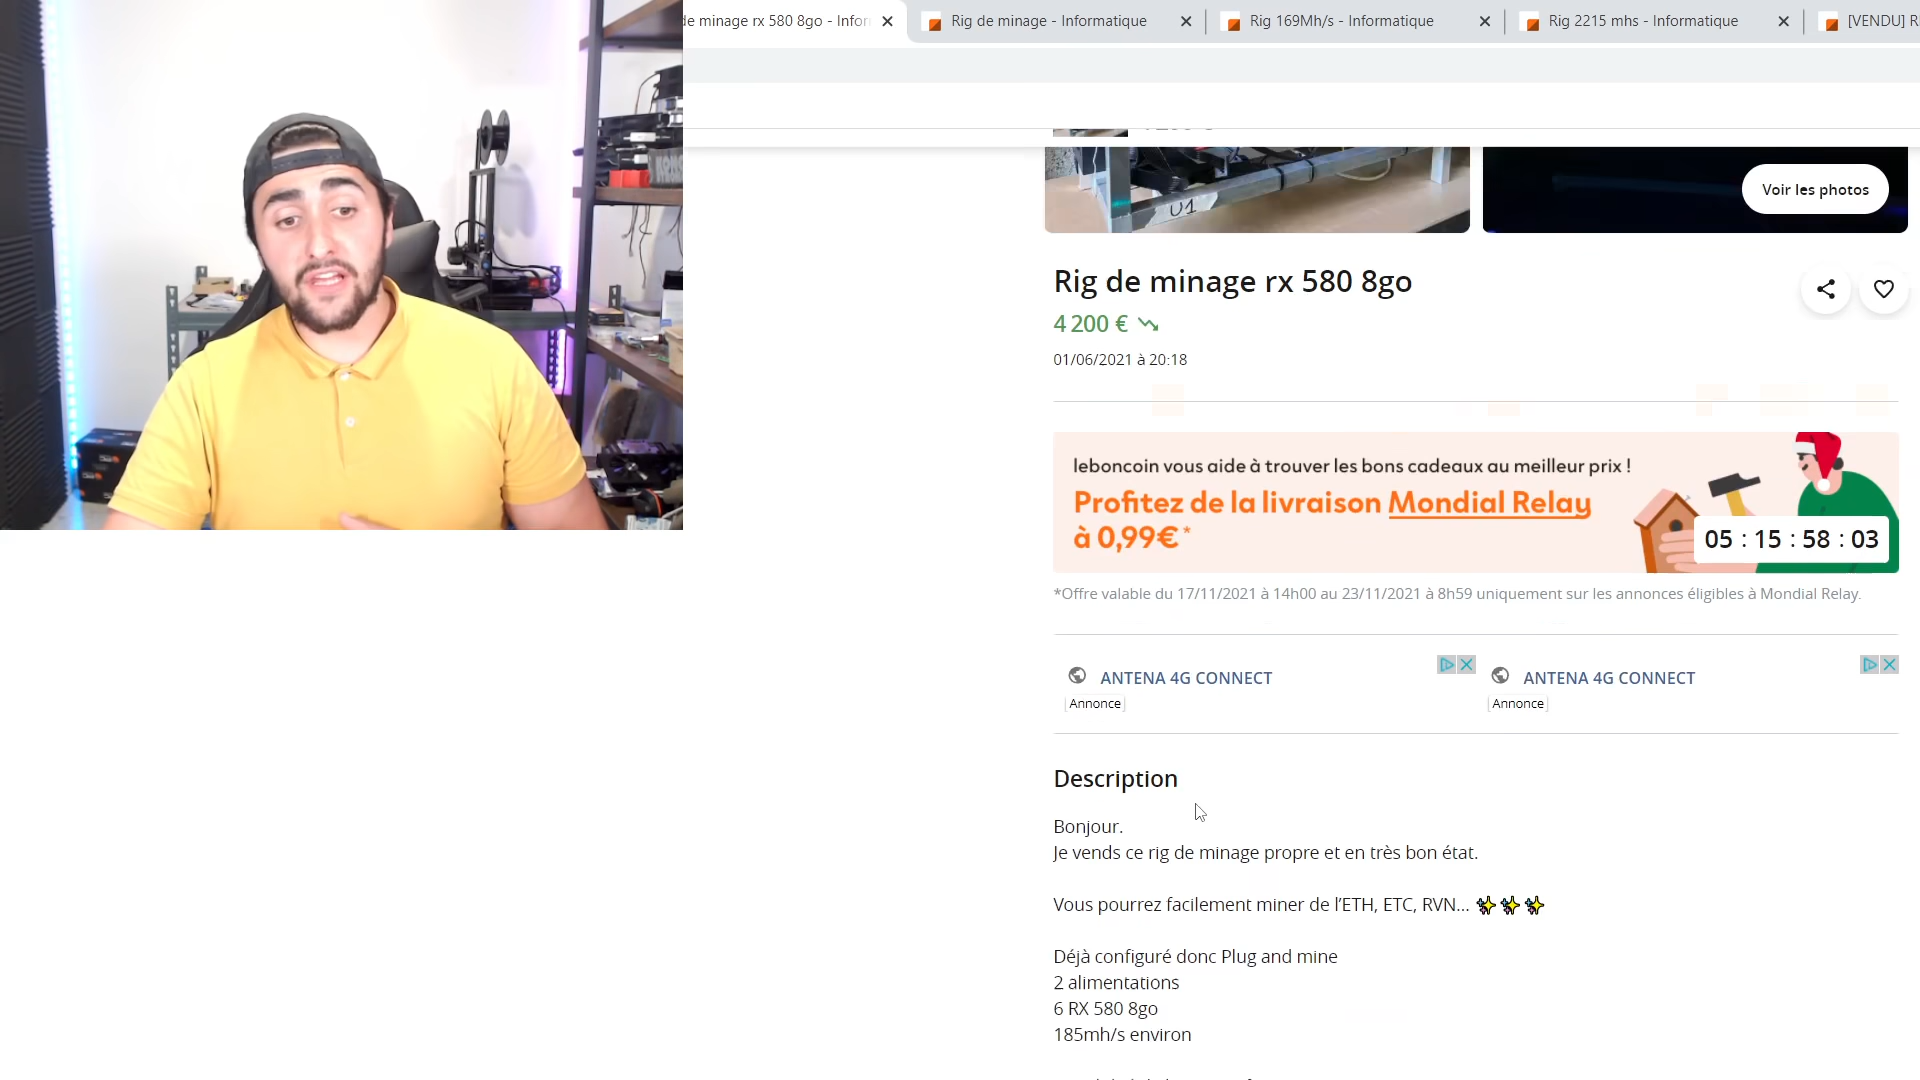 de minage rx 580 8go - Infor
Rig de minage - Informatique
Rig 169Mh/s - Informatique
Rig 2215 mhs - Informatique
[VENDU] R
U1
Voir les photos
Rig de minage rx 580 8go
4 200 €
01/06/2021 à 20:18
leboncoin vous aide à trouver les bons cadeaux au meilleur prix !
Profitez de la livraison Mondial Relay
à 0,99€*
05 : 15 : 58 : 03
*Offre valable du 17/11/2021 à 14h00 au 23/11/2021 à 8h59 uniquement sur les annonces éligibles à Mondial Relay.
ANTENA 4G CONNECT
Annonce
ANTENA 4G CONNECT
Annonce
Description
Bonjour.
Je vends ce rig de minage propre et en très bon état.
Vous pourrez facilement miner de l'ETH, ETC, RVN... ✨✨✨
Déjà configuré donc Plug and mine
2 alimentations
6 RX 580 8go
185mh/s environ